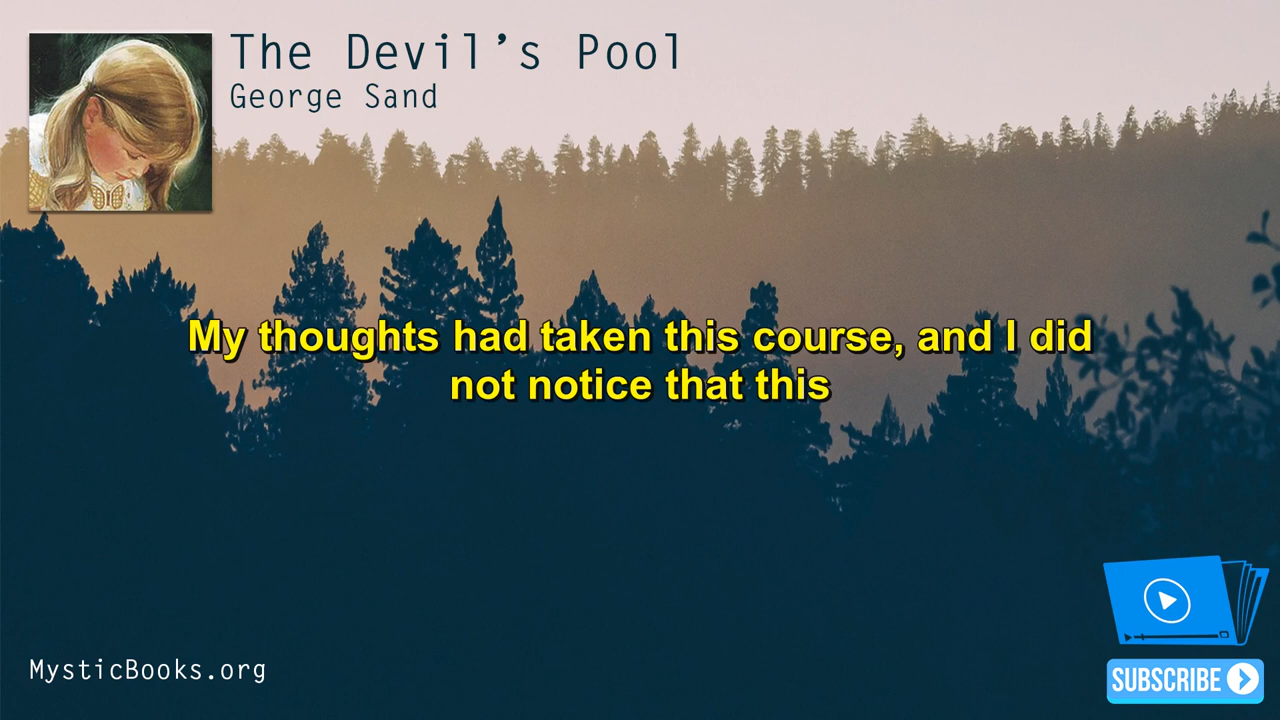 The Devil’s Pool
George Sand
My thoughts had taken this course, and I did
not notice that this
MysticBooks.org
SUBSCRIBE